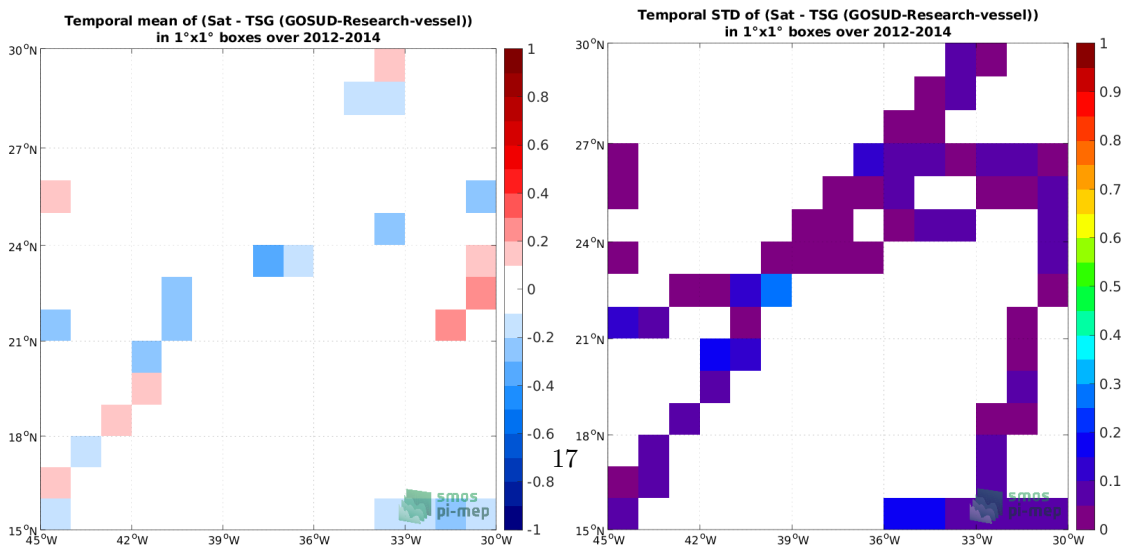 Temporal mean of (Sat - TSG (GOSUD-Research-vessel))
in 1°x1° boxes over 2012-2014
30°N
27°N
24°N
21°N
18°N
15°N
45°W
42°W
39°W
36°W
33°W
30°W
1
0.8
0.6
0.4
0.2
0
-0.2
-0.4
-0.6
-0.8
-1
smos
pi-mep
17
Temporal STD of (Sat - TSG (GOSUD-Research-vessel))
in 1°x1° boxes over 2012-2014
30°N
27°N
24°N
21°N
18°N
15°N
45°W
42°W
39°W
36°W
33°W
30°W
1
0.9
0.8
0.7
0.6
0.5
0.4
0.3
0.2
0.1
0
smos
pi-mep